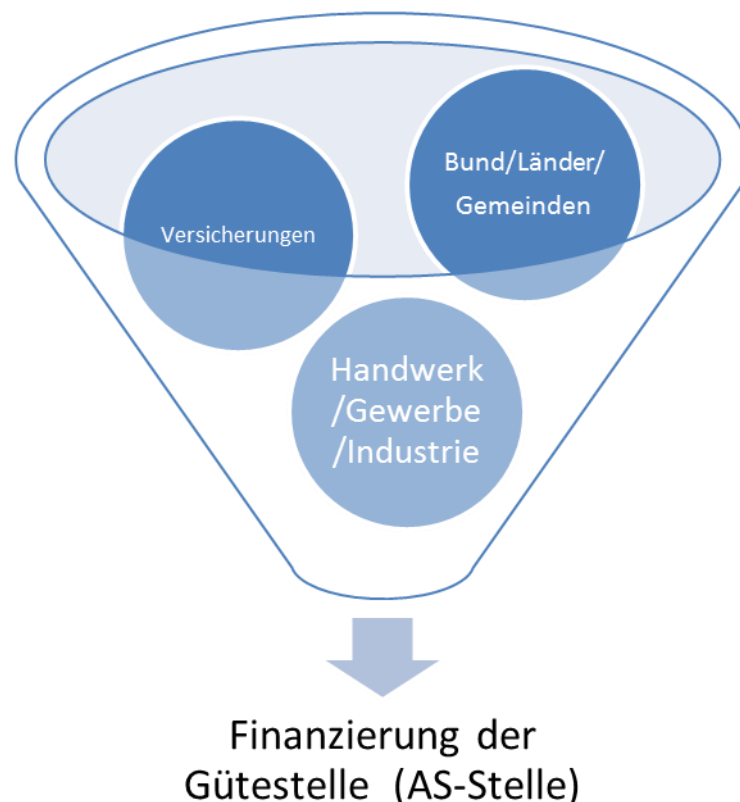 Bund/Länder/
Gemeinden
Versicherungen
Handwerk
/Gewerbe
/Industrie
Finanzierung der
Gütestelle (AS-Stelle)